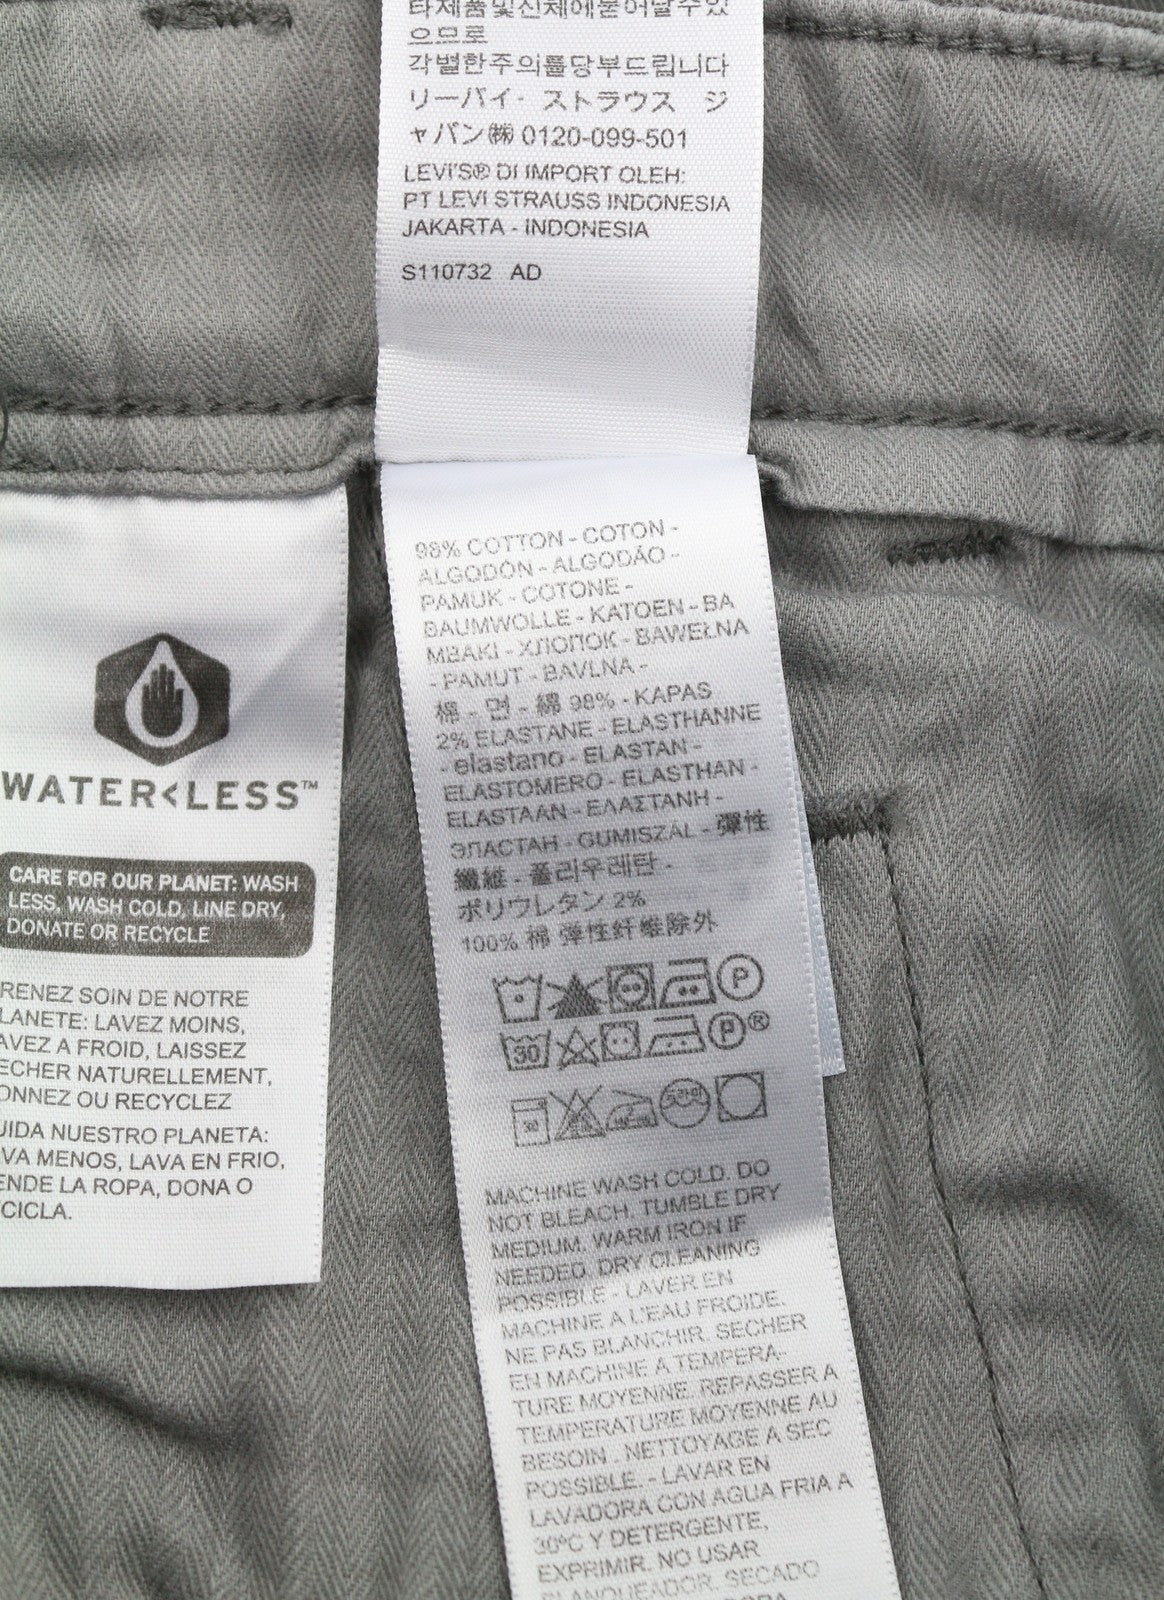 타제품및신체에묻어날수있
으므로
각별한주의를당부드립니다
リーバイ・ストラウス ジ
ャパン㈱ 0120-099-501
LEVI'S® DI IMPORT OLEH:
PT LEVI STRAUSS INDONESIA
JAKARTA - INDONESIA
S110732 AD
WATER<LESS™
CARE FOR OUR PLANET: WASH
LESS, WASH COLD, LINE DRY,
DONATE OR RECYCLE
RENEZ SOIN DE NOTRE
LANETE: LAVEZ MOINS,
AVEZ A FROID, LAISSEZ
ECHER NATURELLEMENT,
ONNEZ OU RECYCLEZ
UIDA NUESTRO PLANETA:
VA MENOS, LAVA EN FRIO,
ENDE LA ROPA, DONA O
CICLA.
98% COTTON - COTON -
ALGODÓN - ALGODÃO -
PAMUK - COTONE -
BAUMWOLLE - KATOEN - BA
MBAKI - ХЛОПОК - BAWEŁNA
- PAMUT - BAVLNA -
棉 - 면 - 綿 98% - KAPAS
2% ELASTANE - ELASTHANNE
- elastano - ELASTAN -
ELASTOMERO - ELASTHAN -
ELASTAAN - ΕΛΑΣΤΑΝΗ -
ЭЛАСТАН - GUMISZÁL - 彈性
纖維 - 폴리우레탄 -
ポリウレタン 2%
100% 棉 弹性纤维除外
P
30 P®
30 드라이
MACHINE WASH COLD. DO
NOT BLEACH. TUMBLE DRY
MEDIUM. WARM IRON IF
NEEDED. DRY CLEANING
POSSIBLE - LAVER EN
MACHINE A L'EAU FROIDE.
NE PAS BLANCHIR. SECHER
EN MACHINE A TEMPERA-
TURE MOYENNE. REPASSER A
TEMPERATURE MOYENNE AU
BESOIN . NETTOYAGE A SEC
POSSIBLE. - LAVAR EN
LAVADORA CON AGUA FRIA A
30ºC Y DETERGENTE,
EXPRIMIR. NO USAR
BLANQUEADOR. SECADO